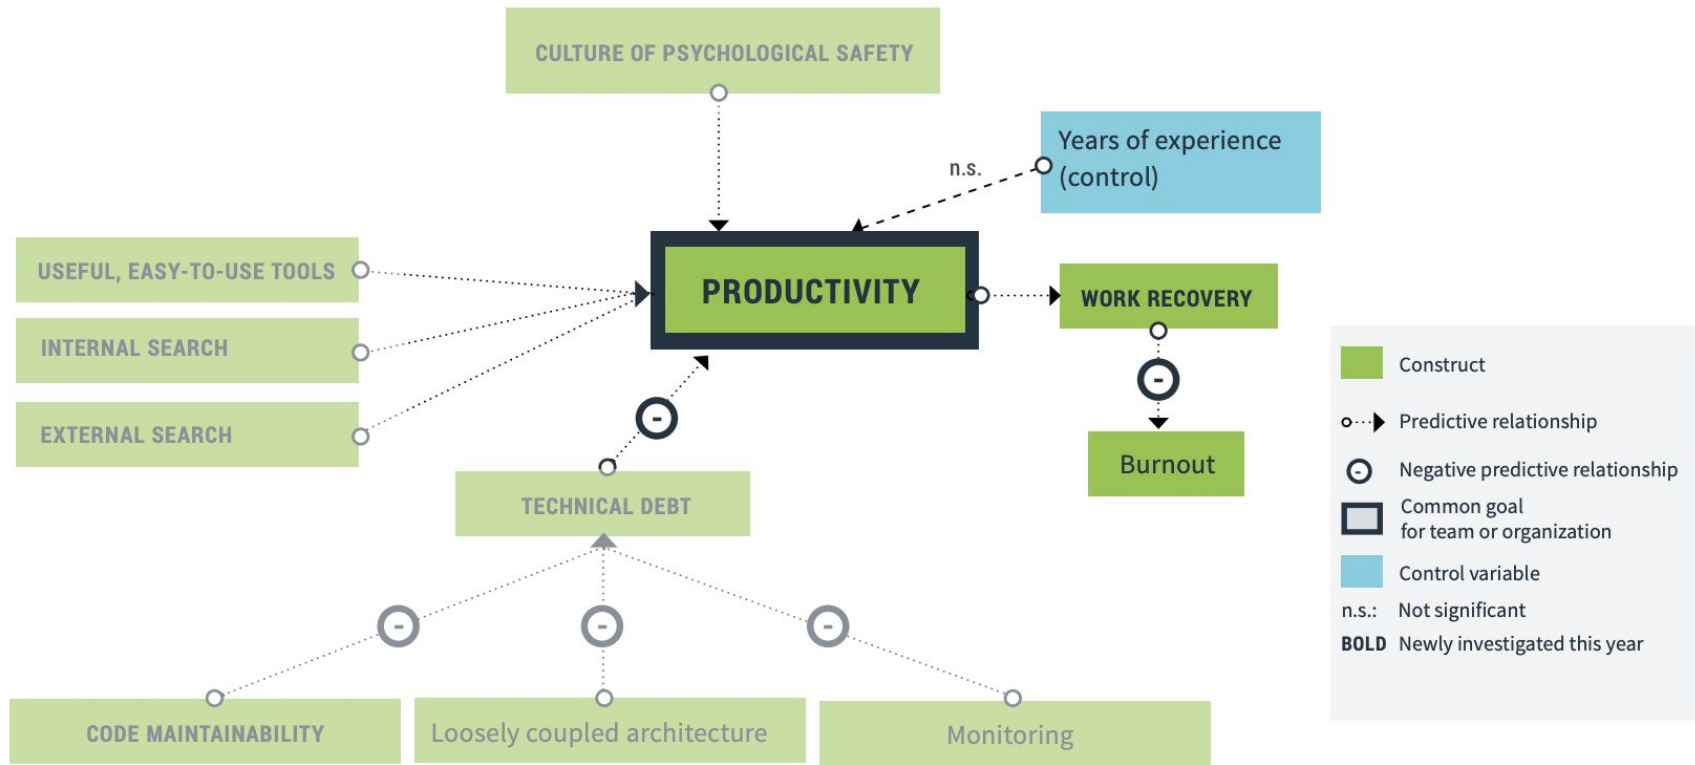 CULTURE OF PSYCHOLOGICAL SAFETY
Years of experience
(control)
n.s.
USEFUL, EASY-TO-USE TOOLS
INTERNAL SEARCH
EXTERNAL SEARCH
PRODUCTIVITY
WORK RECOVERY
-
-
Burnout
TECHNICAL DEBT
-
-
-
CODE MAINTAINABILITY
Loosely coupled architecture
Monitoring
Construct
Predictive relationship
- Negative predictive relationship
Common goal
for team or organization
Control variable
n.s.: Not significant
BOLD Newly investigated this year